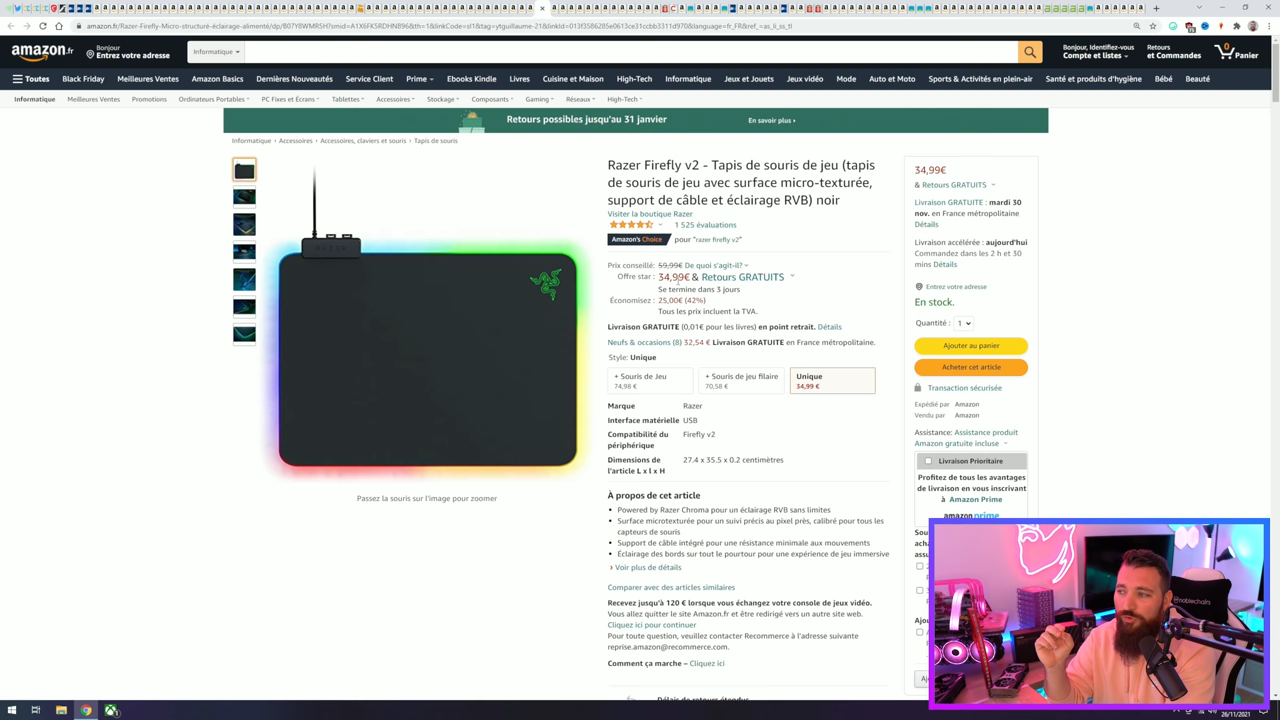 amazon.fr/Razer-Firefly-Micro-structuré-éclairage-alimenté/dp/B07Y8WMR5H?smid=A1X6FK5RDHNB96&th=1&linkCode=sl1&tag=ytguillaume-21&linkId=013f3586285e0613ce31ccbb3311d970&language=fr_FR&ref_=as_li_ss_tl
amazon.fr
Bonjour
Entrez votre adresse
Informatique
Bonjour, Identifiez-vous
Compte et listes
Retours
et Commandes
0
Panier
Toutes Black Friday Meilleures Ventes Amazon Basics Dernières Nouveautés Service Client Prime Ebooks Kindle Livres Cuisine et Maison High-Tech Informatique Jeux et Jouets Jeux vidéo Mode Auto et Moto Sports & Activités en plein-air Santé et produits d'hygiène Bébé Beauté
Informatique Meilleures Ventes Promotions Ordinateurs Portables PC Fixes et Écrans Tablettes Accessoires Stockage Composants Gaming Réseaux High-Tech
Retours possibles jusqu'au 31 janvier
En savoir plus ›
Informatique › Accessoires › Accessoires, claviers et souris › Tapis de souris
Passez la souris sur l'image pour zoomer
Razer Firefly v2 - Tapis de souris de jeu (tapis
de souris de jeu avec surface micro-texturée,
support de câble et éclairage RVB) noir
Visiter la boutique Razer
1 525 évaluations
Amazon's Choice pour "razer firefly v2"
Prix conseillé: 59,99€ De quoi s'agit-il?
Offre star : 34,99€ & Retours GRATUITS
Se termine dans 3 jours
Économisez : 25,00€ (42%)
Tous les prix incluent la TVA.
Livraison GRATUITE (0,01€ pour les livres) en point retrait. Détails
Neufs & occasions (8) 32,54 € Livraison GRATUITE en France métropolitaine.
Style: Unique
+ Souris de Jeu
74,98 €
+ Souris de jeu filaire
70,58 €
Unique
34,99 €
Marque Razer
Interface matérielle USB
Compatibilité du Firefly v2
périphérique
Dimensions de 27.4 x 35.5 x 0.2 centimètres
l'article L x l x H
À propos de cet article
• Powered by Razer Chroma pour un éclairage RVB sans limites
• Surface microtexturée pour un suivi précis au pixel près, calibré pour tous les
capteurs de souris
• Support de câble intégré pour une résistance minimale aux mouvements
• Éclairage des bords sur tout le pourtour pour une expérience de jeu immersive
› Voir plus de détails
Comparer avec des articles similaires
Recevez jusqu'à 120 € lorsque vous échangez votre console de jeux vidéo.
Vous allez quitter le site Amazon.fr et être redirigé vers un autre site web.
Cliquez ici pour continuer
Pour toute question, veuillez contacter Recommerce à l'adresse suivante
reprise.amazon@recommerce.com.
Comment ça marche – Cliquez ici
Délais de retours étendus
34,99€
& Retours GRATUITS
Livraison GRATUITE : mardi 30
nov. en France métropolitaine
Détails
Livraison accélérée : aujourd'hui
Commandez dans les 2 h et 30
mins Détails
Entrez votre adresse
En stock.
Quantité : 1
Ajouter au panier
Acheter cet article
Transaction sécurisée
Expédié par Amazon
Vendu par Amazon
Assistance: Assistance produit
Amazon gratuite incluse
Livraison Prioritaire
Profitez de tous les avantages
de livraison en vous inscrivant
à Amazon Prime
amazon prime
noblechairs
26/11/2021